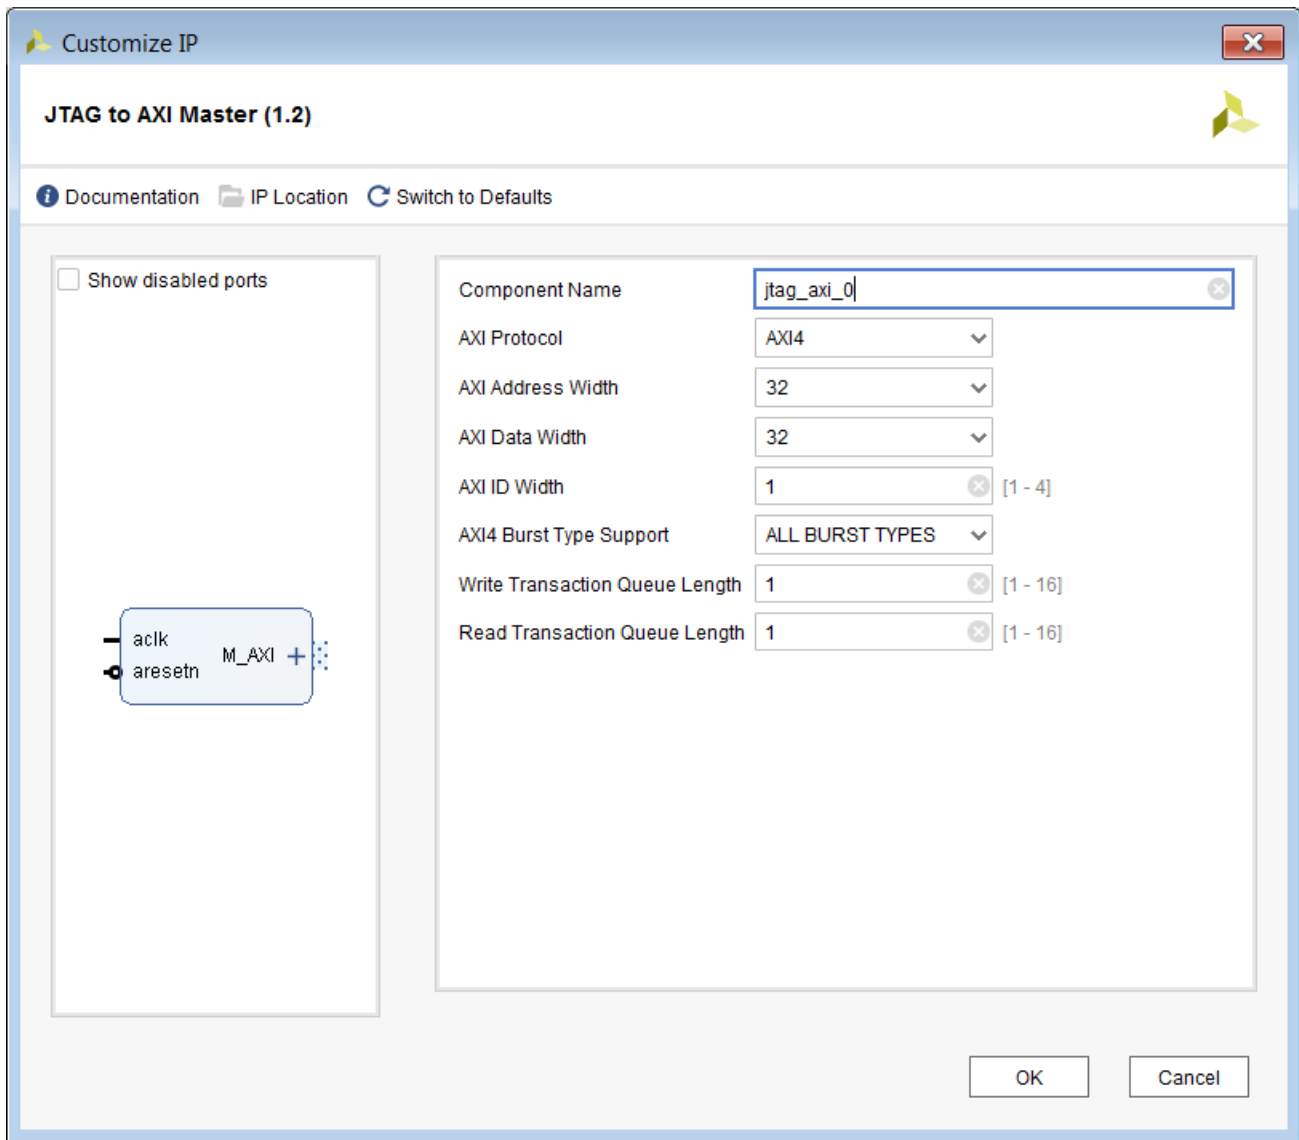 Customize IP
JTAG to AXI Master (1.2)
Documentation IP Location Switch to Defaults
Show disabled ports
aclk
aresetn
M_AXI
Component Name jtag_axi_0
AXI Protocol AXI4
AXI Address Width 32
AXI Data Width 32
AXI ID Width 1 [1 - 4]
AXI4 Burst Type Support ALL BURST TYPES
Write Transaction Queue Length 1 [1 - 16]
Read Transaction Queue Length 1 [1 - 16]
OK Cancel